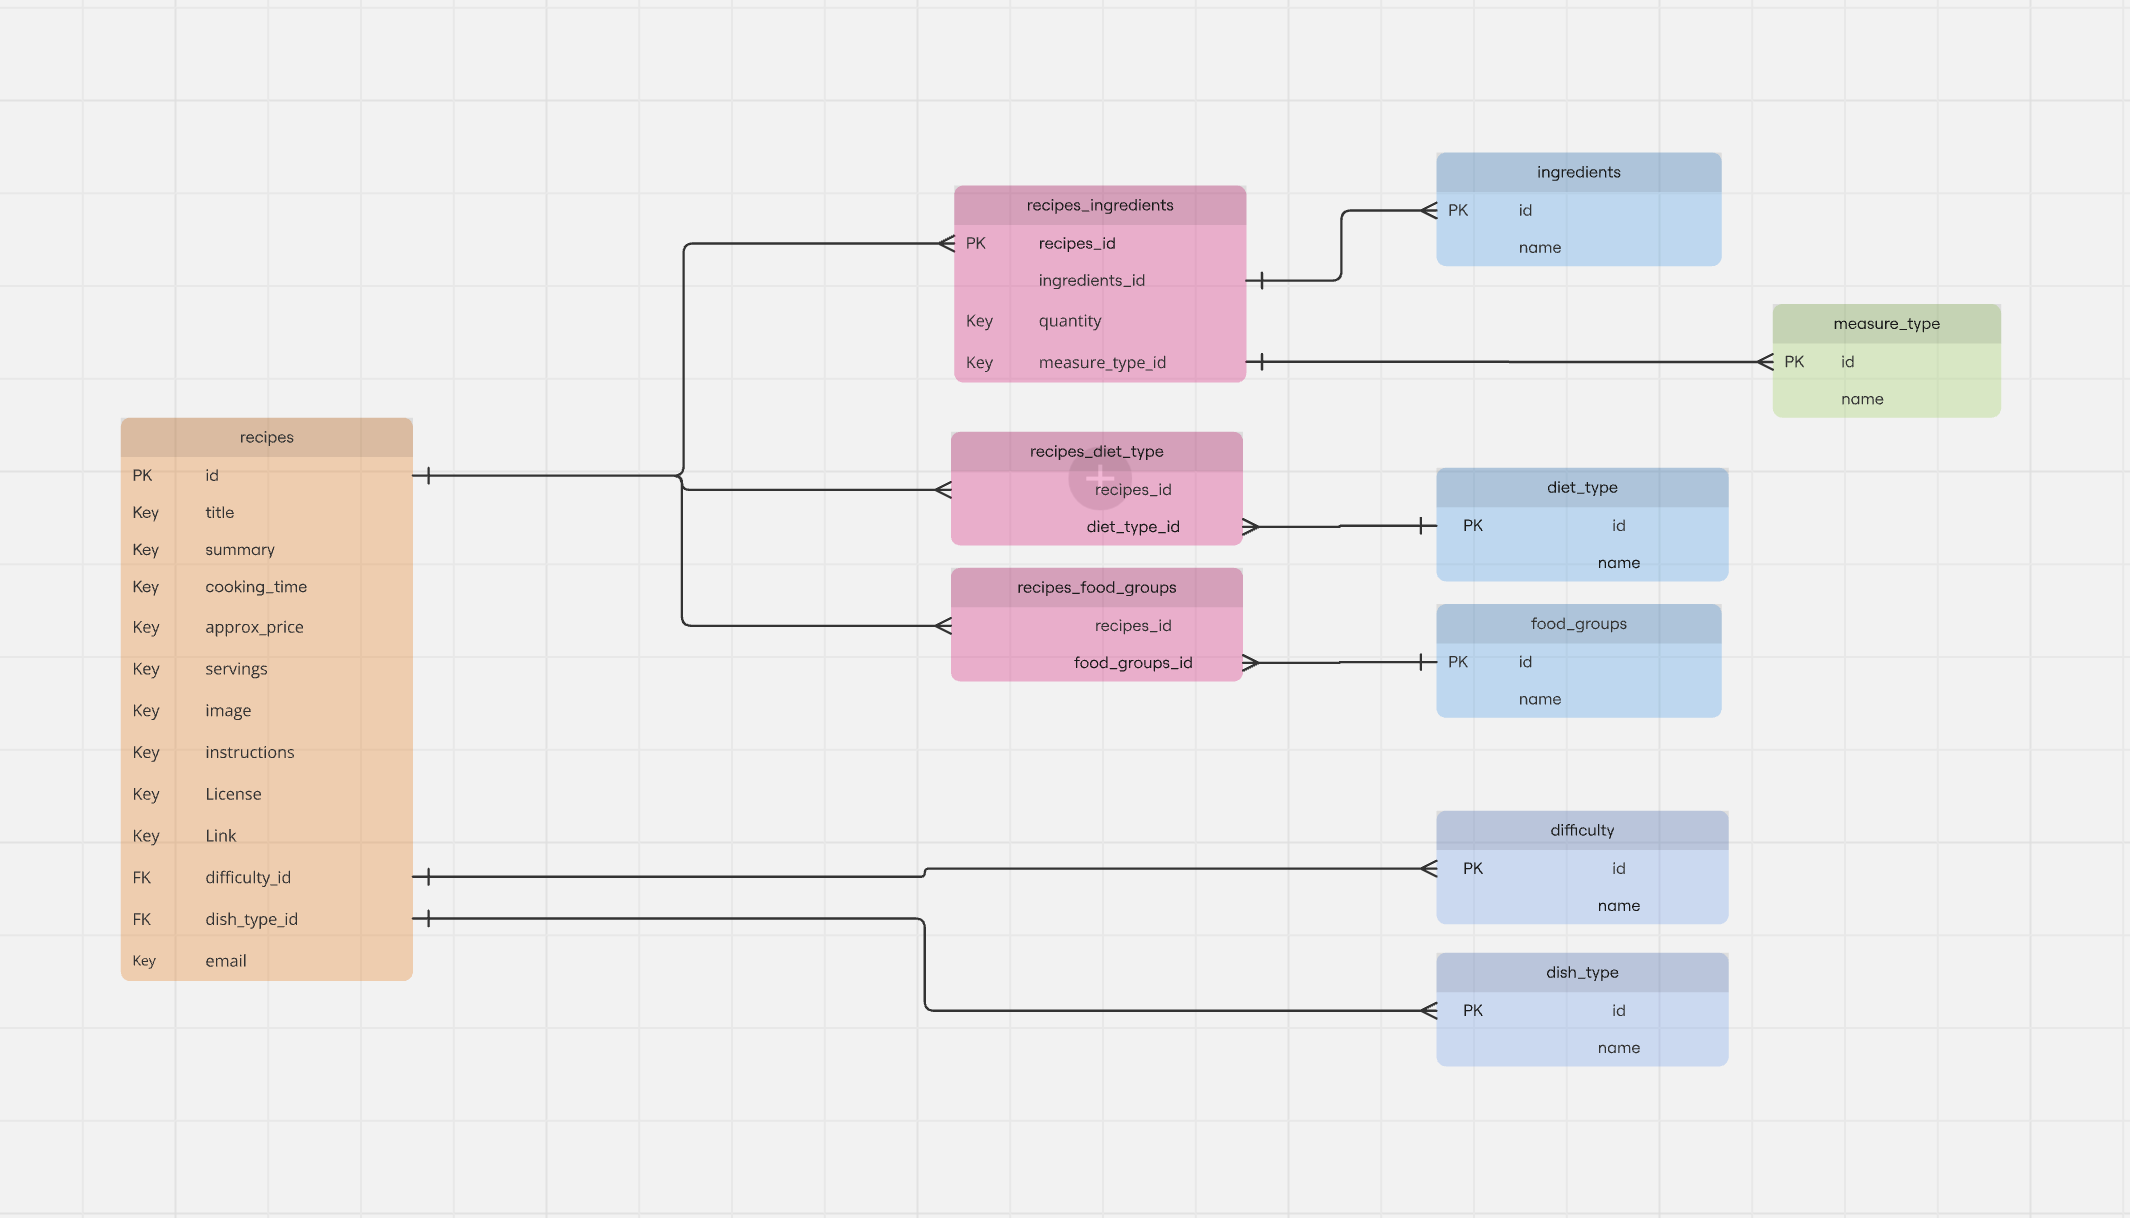 recipes
PK id
Key title
Key summary
Key cooking_time
Key approx_price
Key servings
Key image
Key instructions
Key License
Key Link
FK difficulty_id
FK dish_type_id
Key email
recipes_ingredients
PK recipes_id
ingredients_id
Key quantity
Key measure_type_id
recipes_diet_type
recipes_id
diet_type_id
recipes_food_groups
recipes_id
food_groups_id
ingredients
PK id
name
measure_type
PK id
name
diet_type
PK id
name
food_groups
PK id
name
difficulty
PK id
name
dish_type
PK id
name